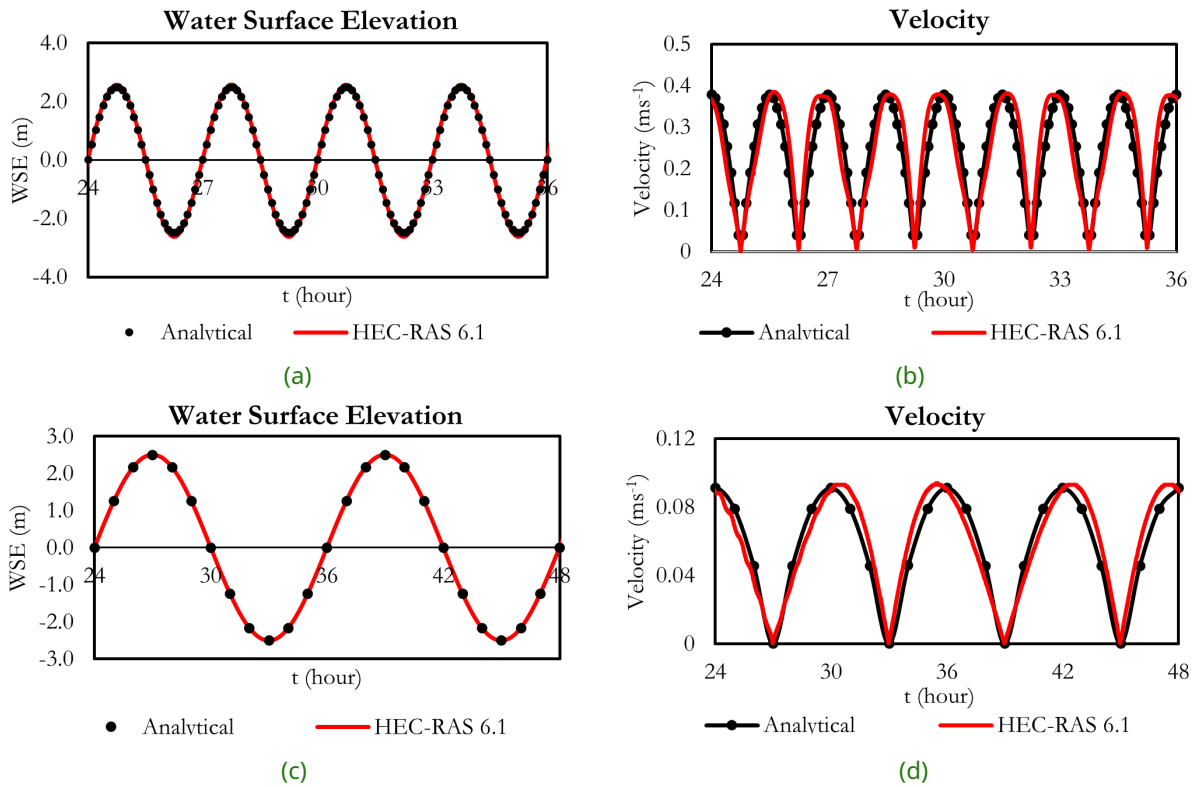 Water Surface Elevation
4.0
2.0
0.0
-2.0
-4.0
WSE (m)
24 27 30 33 36
t (hour)
Analytical HEC-RAS 6.1
(a)
Velocity
0.5
0.4
0.3
0.2
0.1
0
Velocity (ms-1)
24 27 30 33 36
t (hour)
Analytical HEC-RAS 6.1
(b)
Water Surface Elevation
3.0
2.0
1.0
0.0
-1.0
-2.0
-3.0
WSE (m)
24 30 36 42 48
t (hour)
Analytical HEC-RAS 6.1
(c)
Velocity
0.12
0.08
0.04
0
Velocity (ms-1)
24 30 36 42 48
t (hour)
Analytical HEC-RAS 6.1
(d)